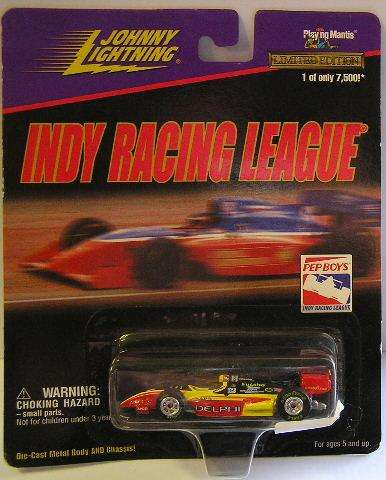 JOHNNY
LIGHTNING
Playing Mantis
LIMITED EDITION
1 of only 7,500!*
INDY RACING LEAGUE
PEP BOYS
INDY RACING LEAGUE
WARNING:
CHOKING HAZARD
– small parts.
Not for children under 3 year
DELPHI
Die-Cast Metal Body AND Chassis!
For ages 5 and up.